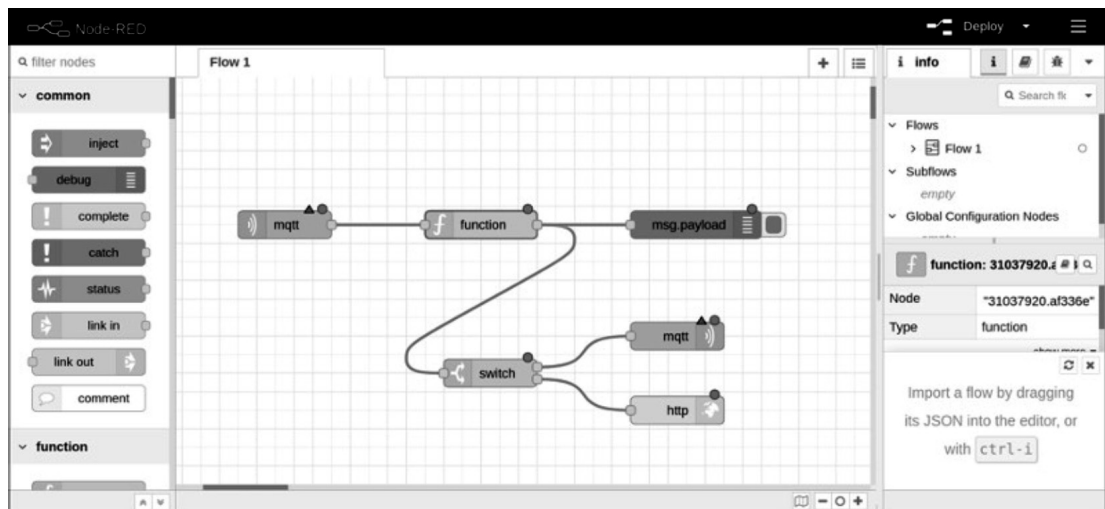 Node-RED
Deploy
filter nodes
Flow 1
info
common
Search
Flows
Flow 1
Subflows
empty
Global Configuration Nodes
inject
debug
complete
catch
status
link in
link out
comment
function
mqtt
function
msg.payload
switch
mqtt
http
function: 31037920.a
Node
"31037920.af336e"
Type
function
Import a flow by dragging
its JSON into the editor, or
with ctrl-i